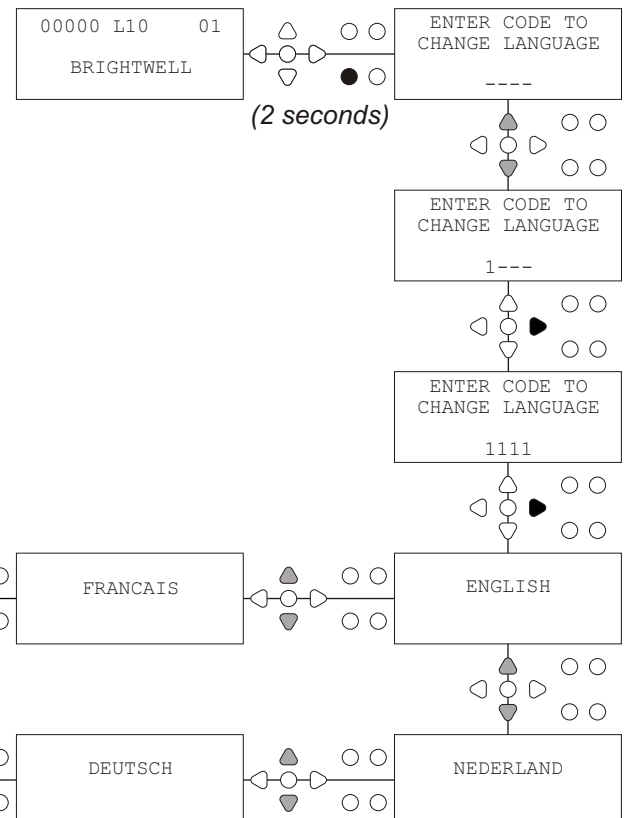 00000 L10 01
BRIGHTWELL
(2 seconds)
ENTER CODE TO
CHANGE LANGUAGE
----
ENTER CODE TO
CHANGE LANGUAGE
1---
ENTER CODE TO
CHANGE LANGUAGE
1111
FRANCAIS
ENGLISH
DEUTSCH
NEDERLAND